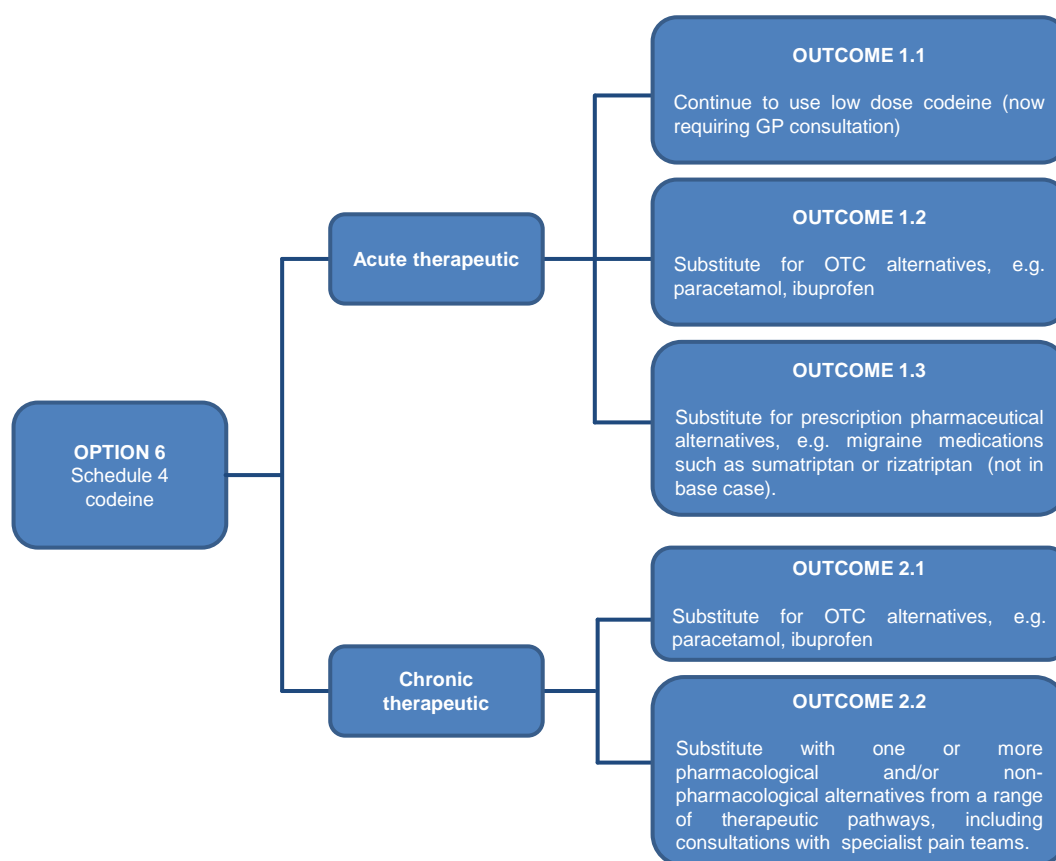 OPTION 6
Schedule 4
codeine
Acute therapeutic
OUTCOME 1.1
Continue to use low dose codeine (now
requiring GP consultation)
OUTCOME 1.2
Substitute for OTC alternatives, e.g.
paracetamol, ibuprofen
OUTCOME 1.3
Substitute for prescription pharmaceutical
alternatives, e.g. migraine medications
such as sumatriptan or rizatriptan (not in
base case).
Chronic
therapeutic
OUTCOME 2.1
Substitute for OTC alternatives, e.g.
paracetamol, ibuprofen
OUTCOME 2.2
Substitute with one or more
pharmacological and/or non-
pharmacological alternatives from a range
of therapeutic pathways, including
consultations with specialist pain teams.